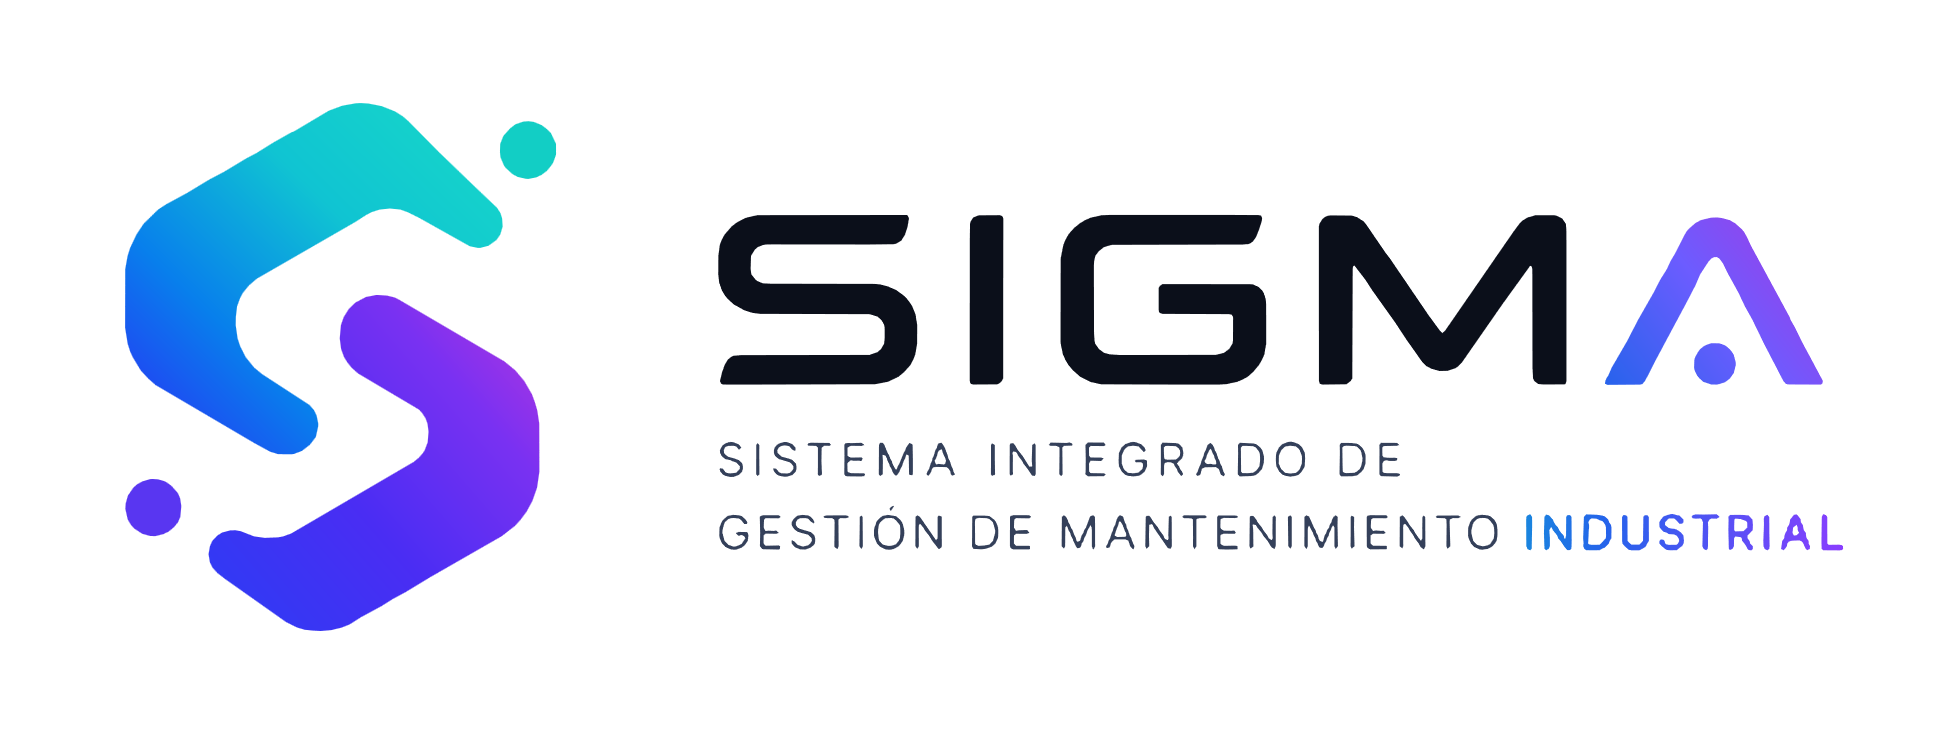 SIGMA
SISTEMA INTEGRADO DE
GESTIÓN DE MANTENIMIENTO INDUSTRIAL